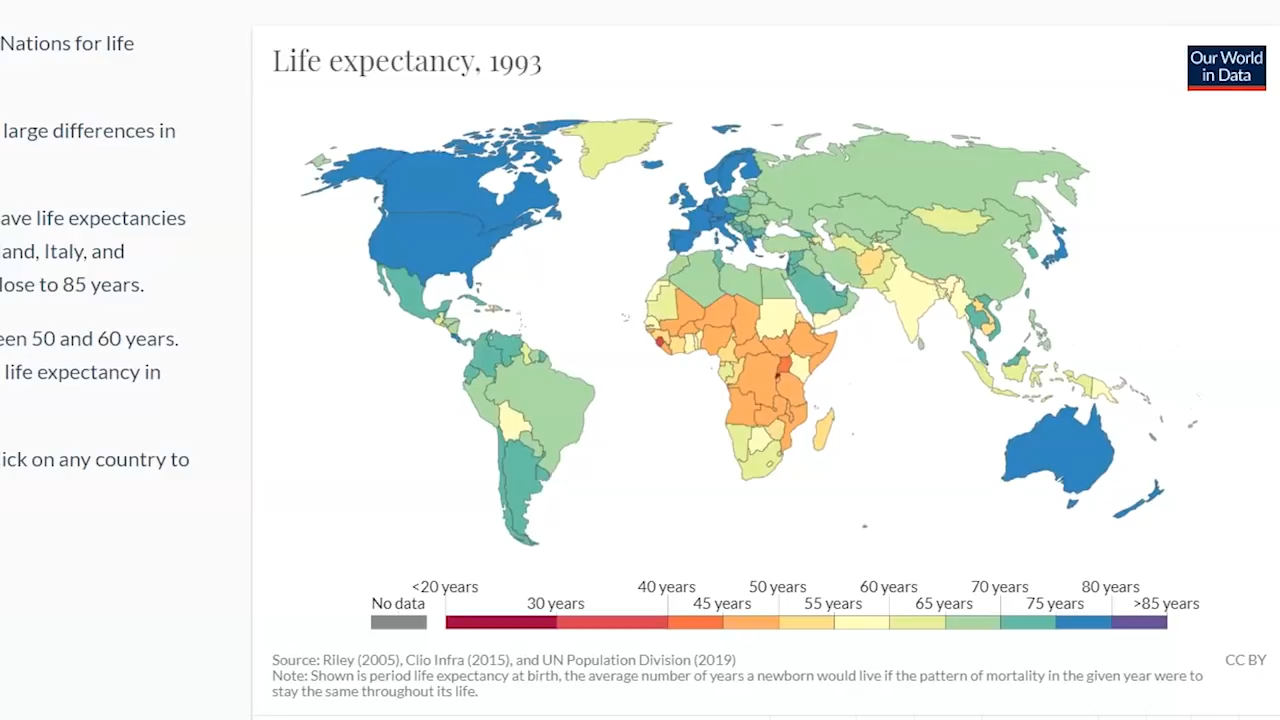 Nations for life
large differences in
ave life expectancies
and, Italy, and
lose to 85 years.
een 50 and 60 years.
life expectancy in
ick on any country to
Life expectancy, 1993
Our World
in Data
<20 years 40 years 50 years 60 years 70 years 80 years
No data 30 years 45 years 55 years 65 years 75 years >85 years
Source: Riley (2005), Clio Infra (2015), and UN Population Division (2019)
CC BY
Note: Shown is period life expectancy at birth, the average number of years a newborn would live if the pattern of mortality in the given year were to
stay the same throughout its life.